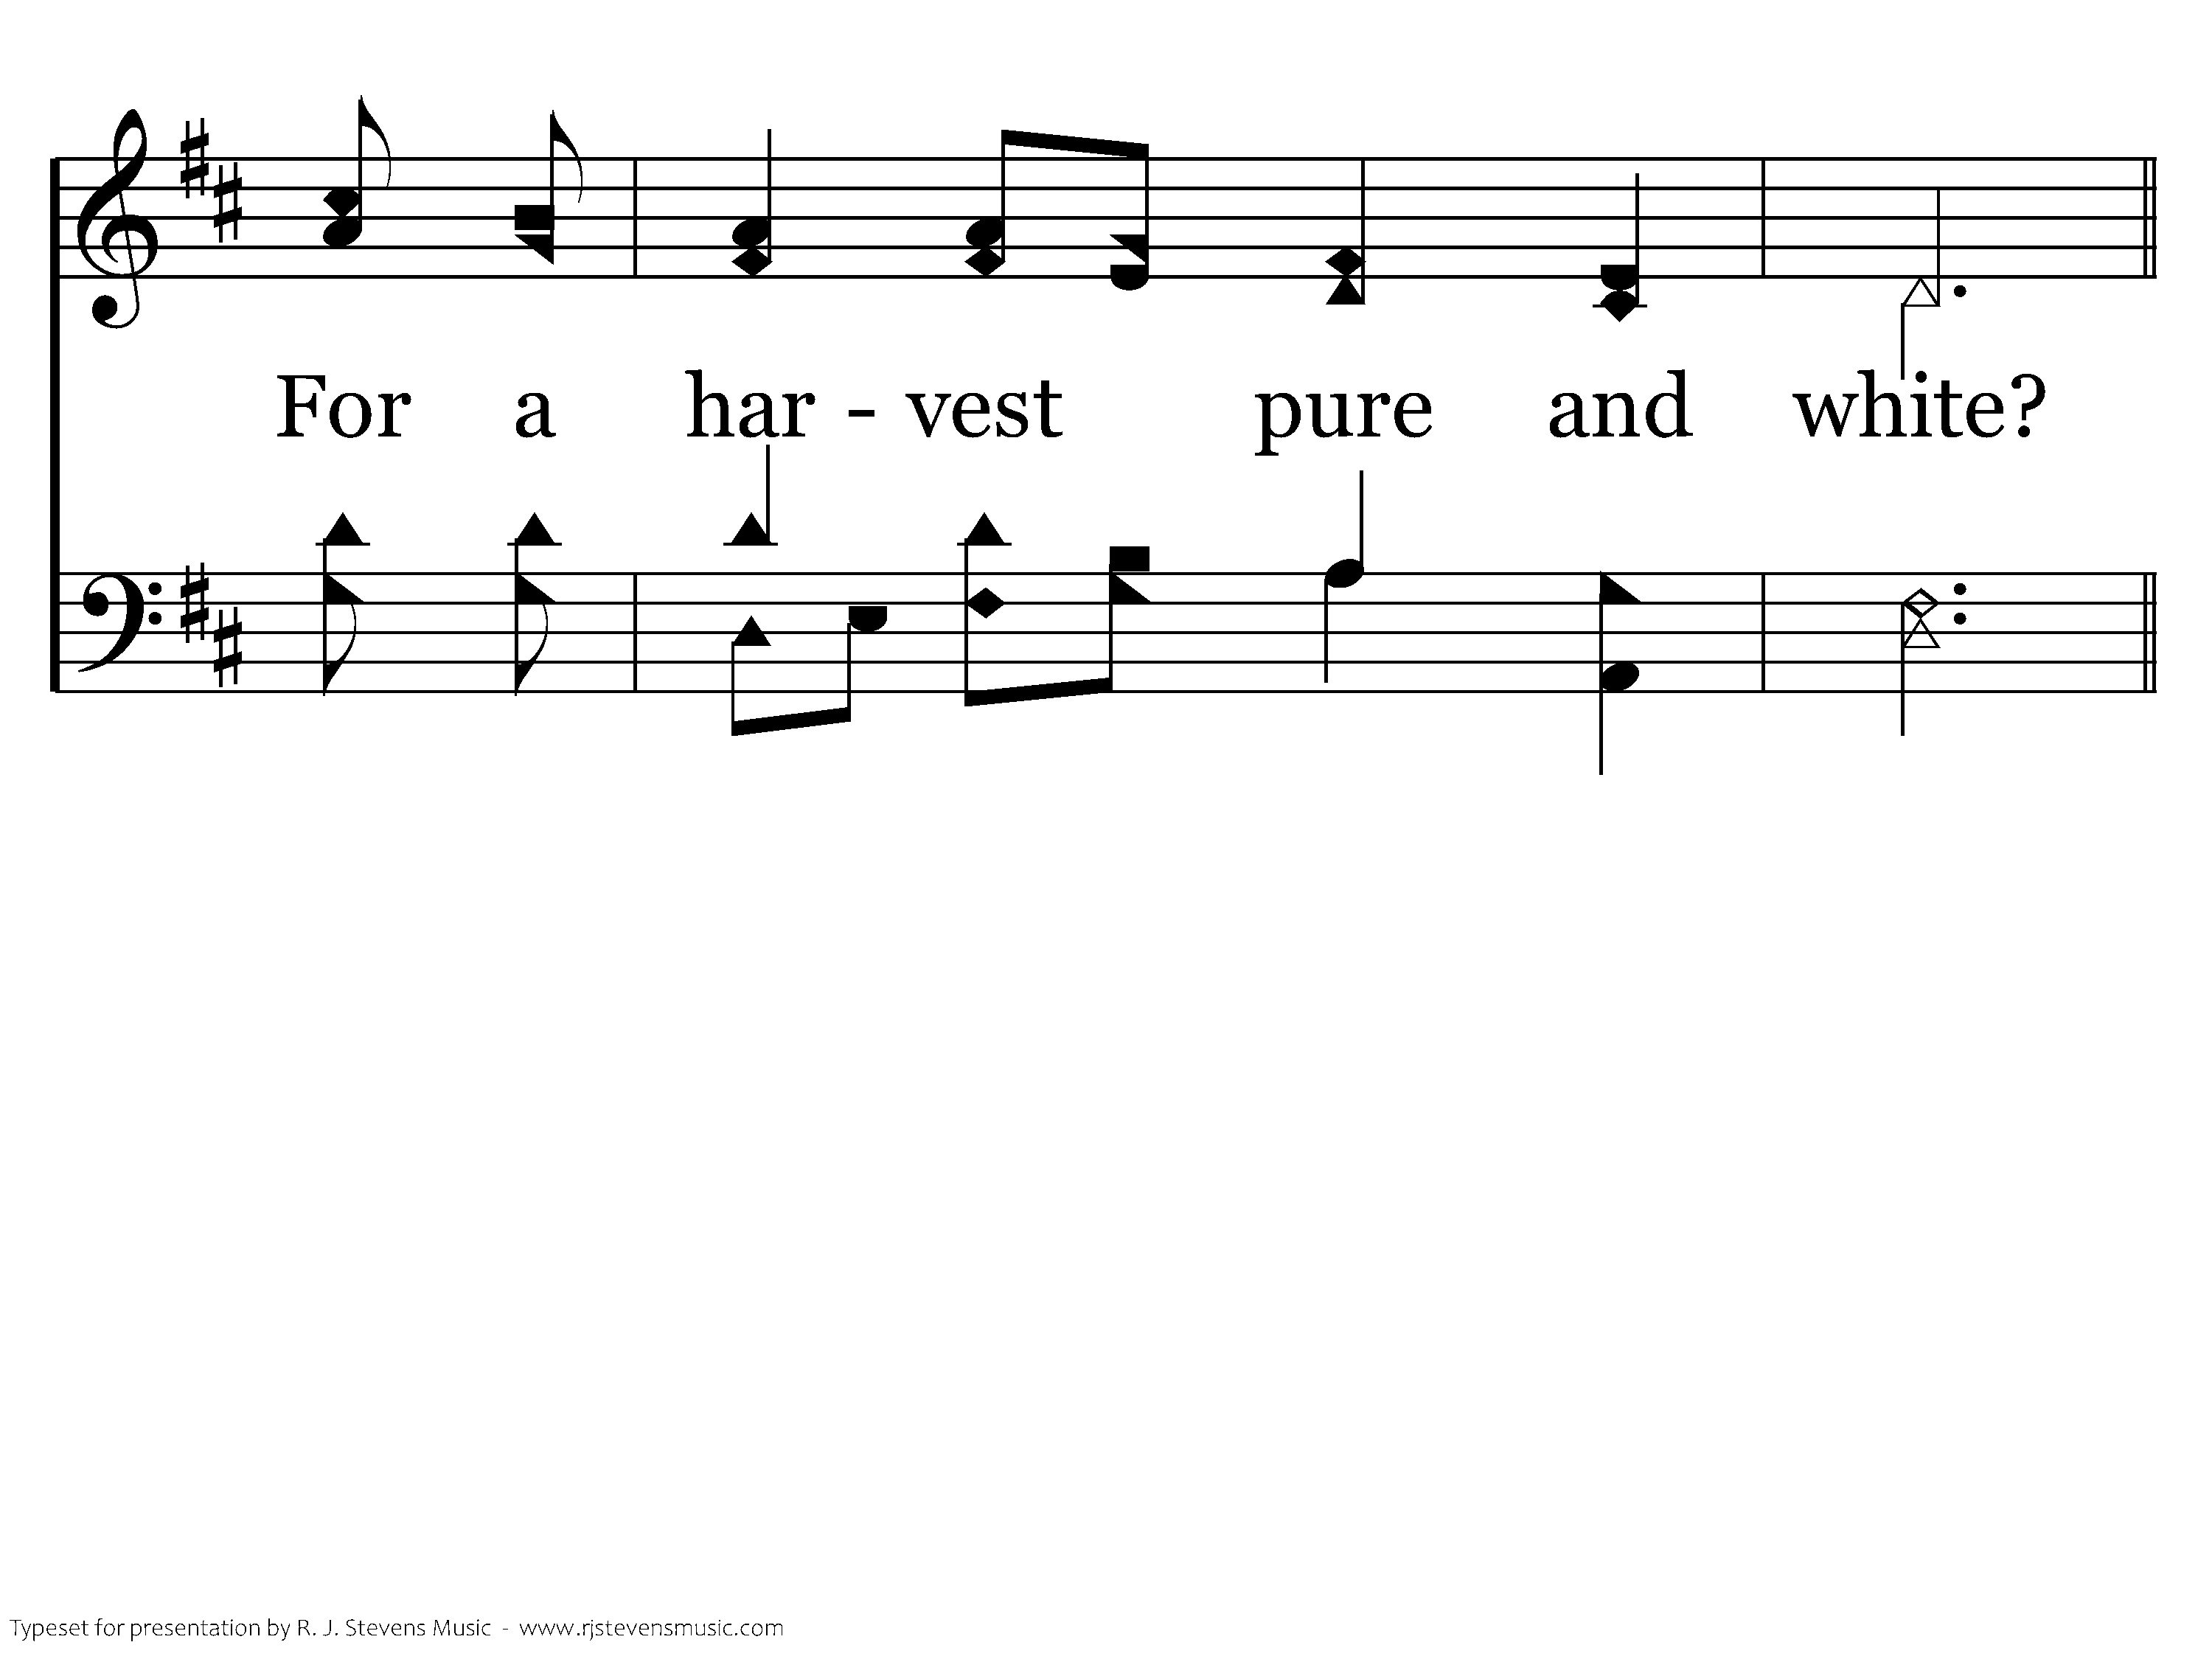 For a har - vest pure and white?
Typeset for presentation by R. J. Stevens Music - www.rjstevensmusic.com